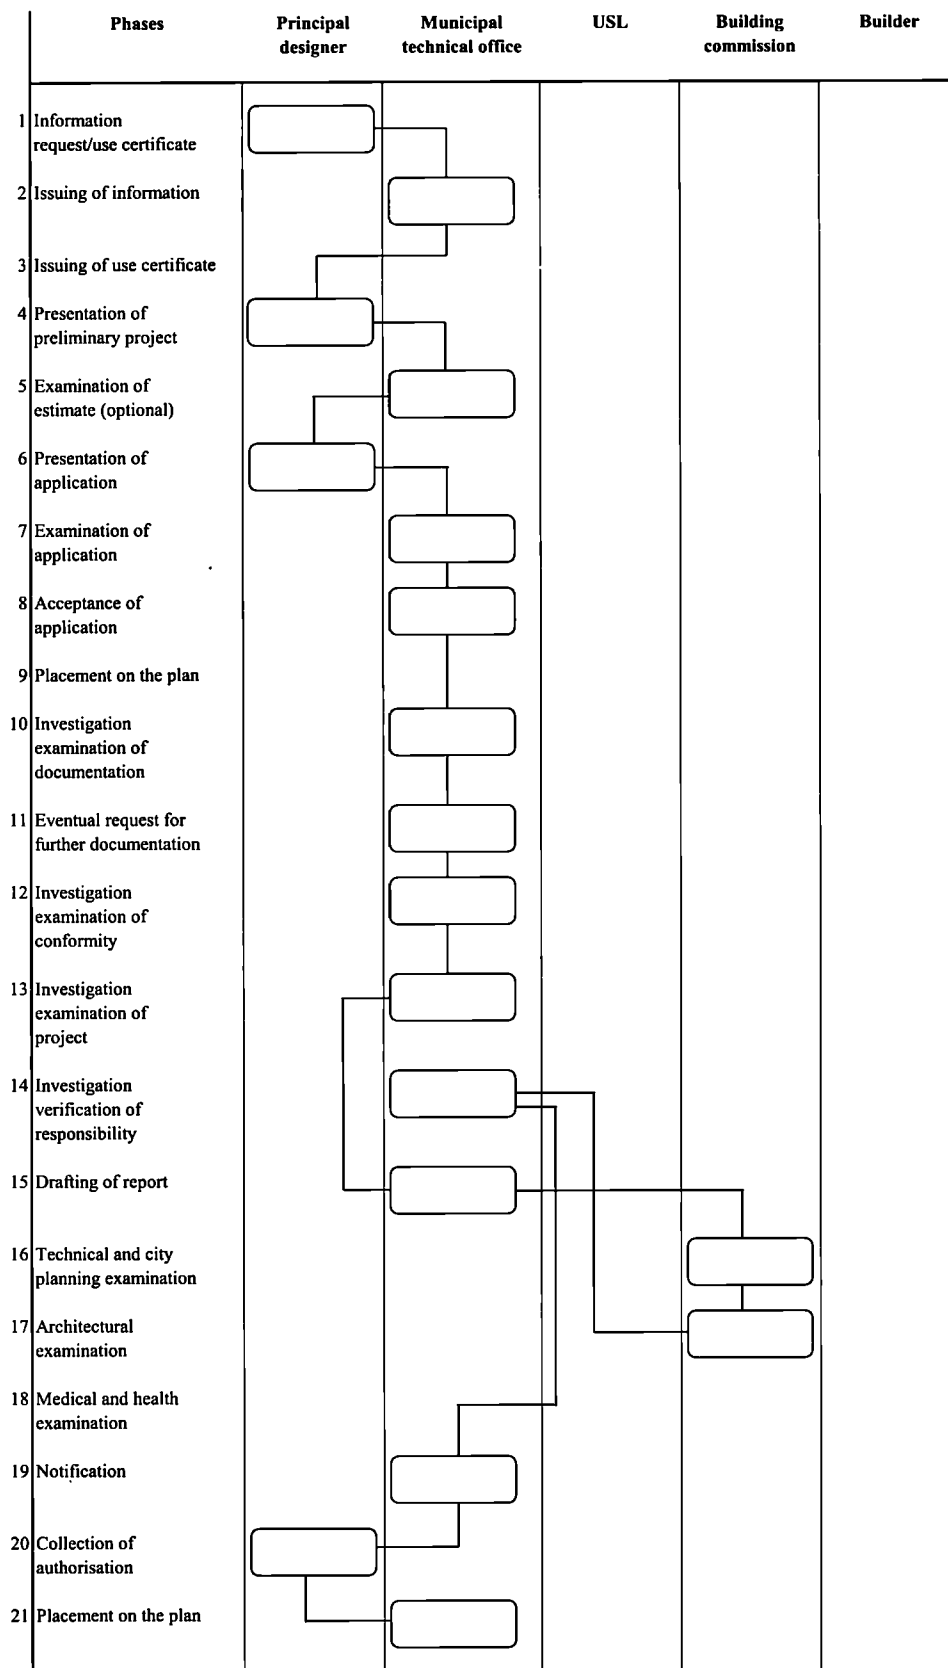 Phases
Principal
designer
Municipal
technical office
USL
Building
commission
Builder
1 Information
request/use certificate
2 Issuing of information
3 Issuing of use certificate
4 Presentation of
preliminary project
5 Examination of
estimate (optional)
6 Presentation of
application
7 Examination of
application
8 Acceptance of
application
9 Placement on the plan
10 Investigation
examination of
documentation
11 Eventual request for
further documentation
12 Investigation
examination of
conformity
13 Investigation
examination of
project
14 Investigation
verification of
responsibility
15 Drafting of report
16 Technical and city
planning examination
17 Architectural
examination
18 Medical and health
examination
19 Notification
20 Collection of
authorisation
21 Placement on the plan